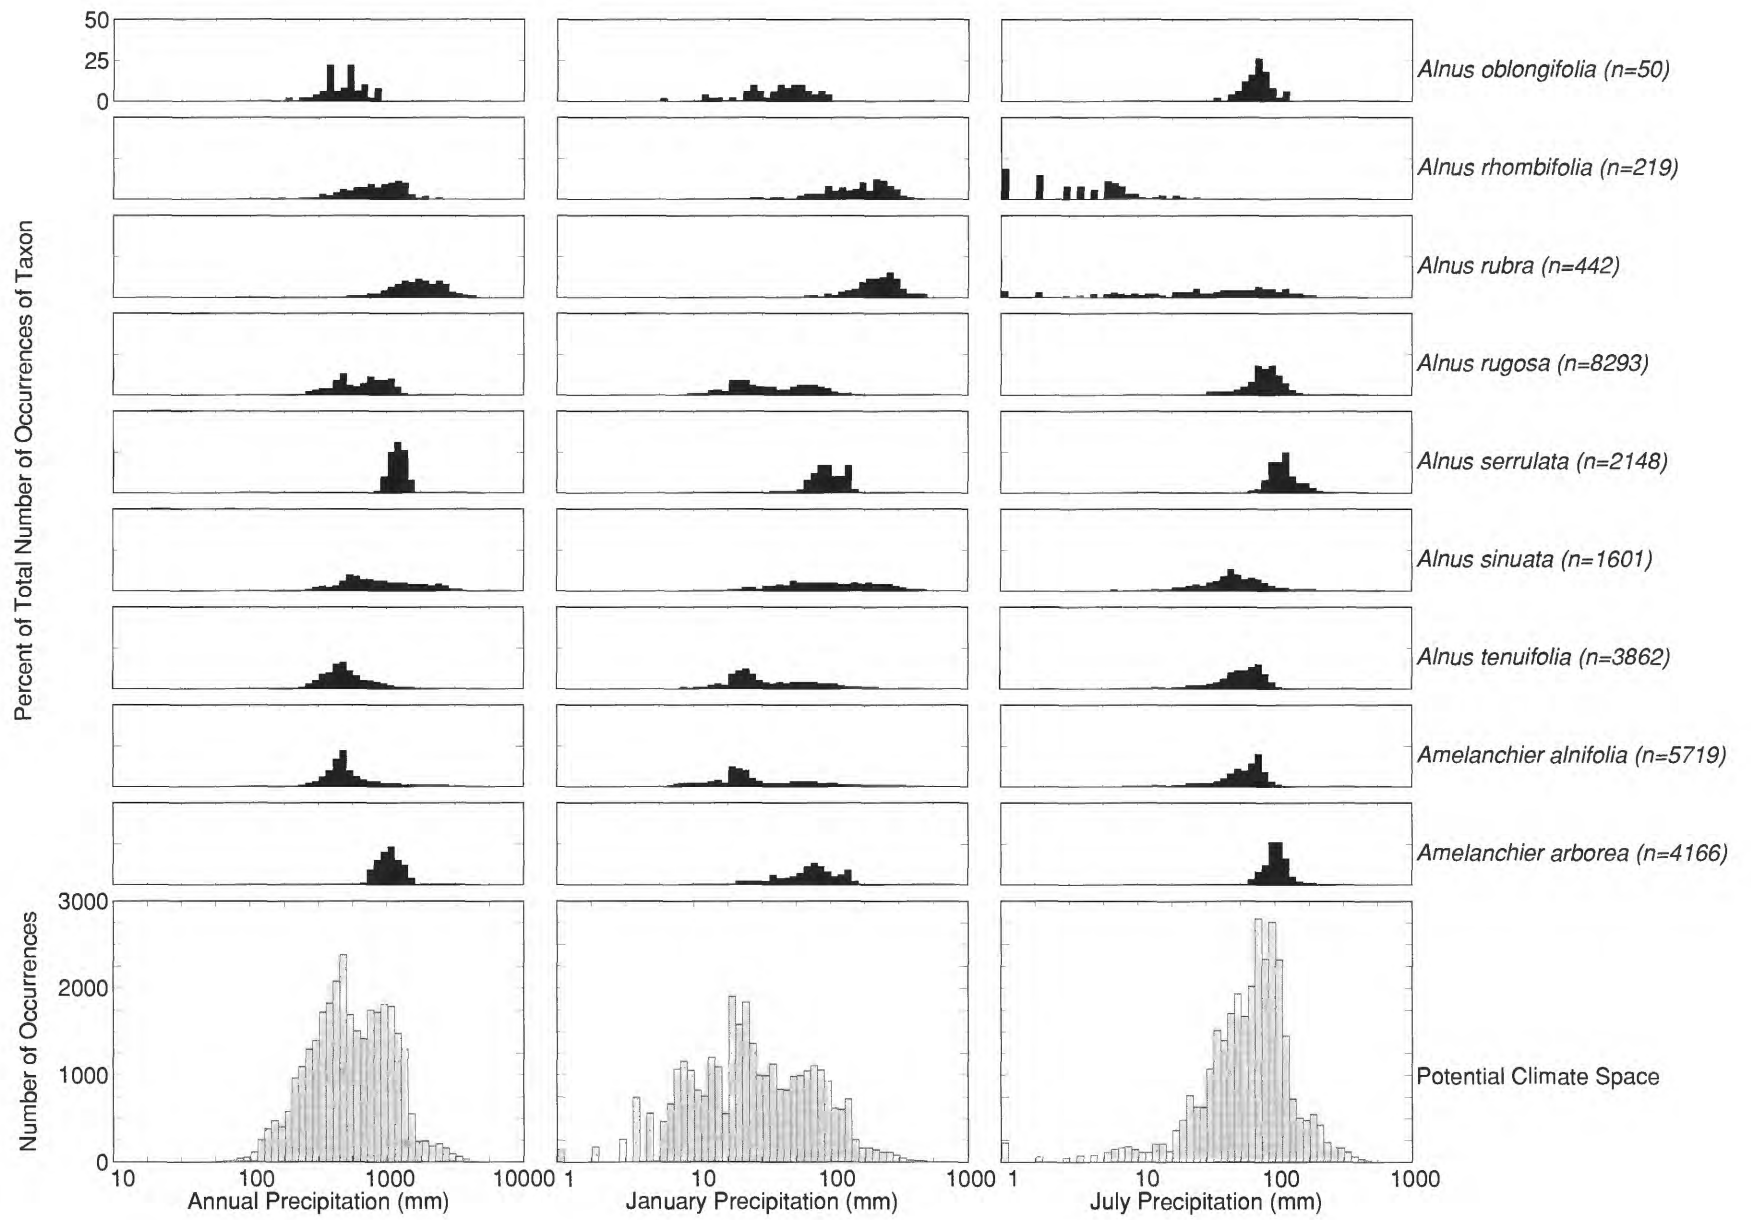 50
25
0
Alnus oblongifolia (n=50)
Alnus rhombifolia (n=219)
Alnus rubra (n=442)
Alnus rugosa (n=8293)
Alnus serrulata (n=2148)
Alnus sinuata (n=1601)
Alnus tenuifolia (n=3862)
Amelanchier alnifolia (n=5719)
Amelanchier arborea (n=4166)
Percent of Total Number of Occurrences of Taxon
3000
2000
1000
0
Number of Occurrences
Potential Climate Space
10 100 1000 10000
1 10 100 1000
1 10 100 1000
Annual Precipitation (mm)
January Precipitation (mm)
July Precipitation (mm)